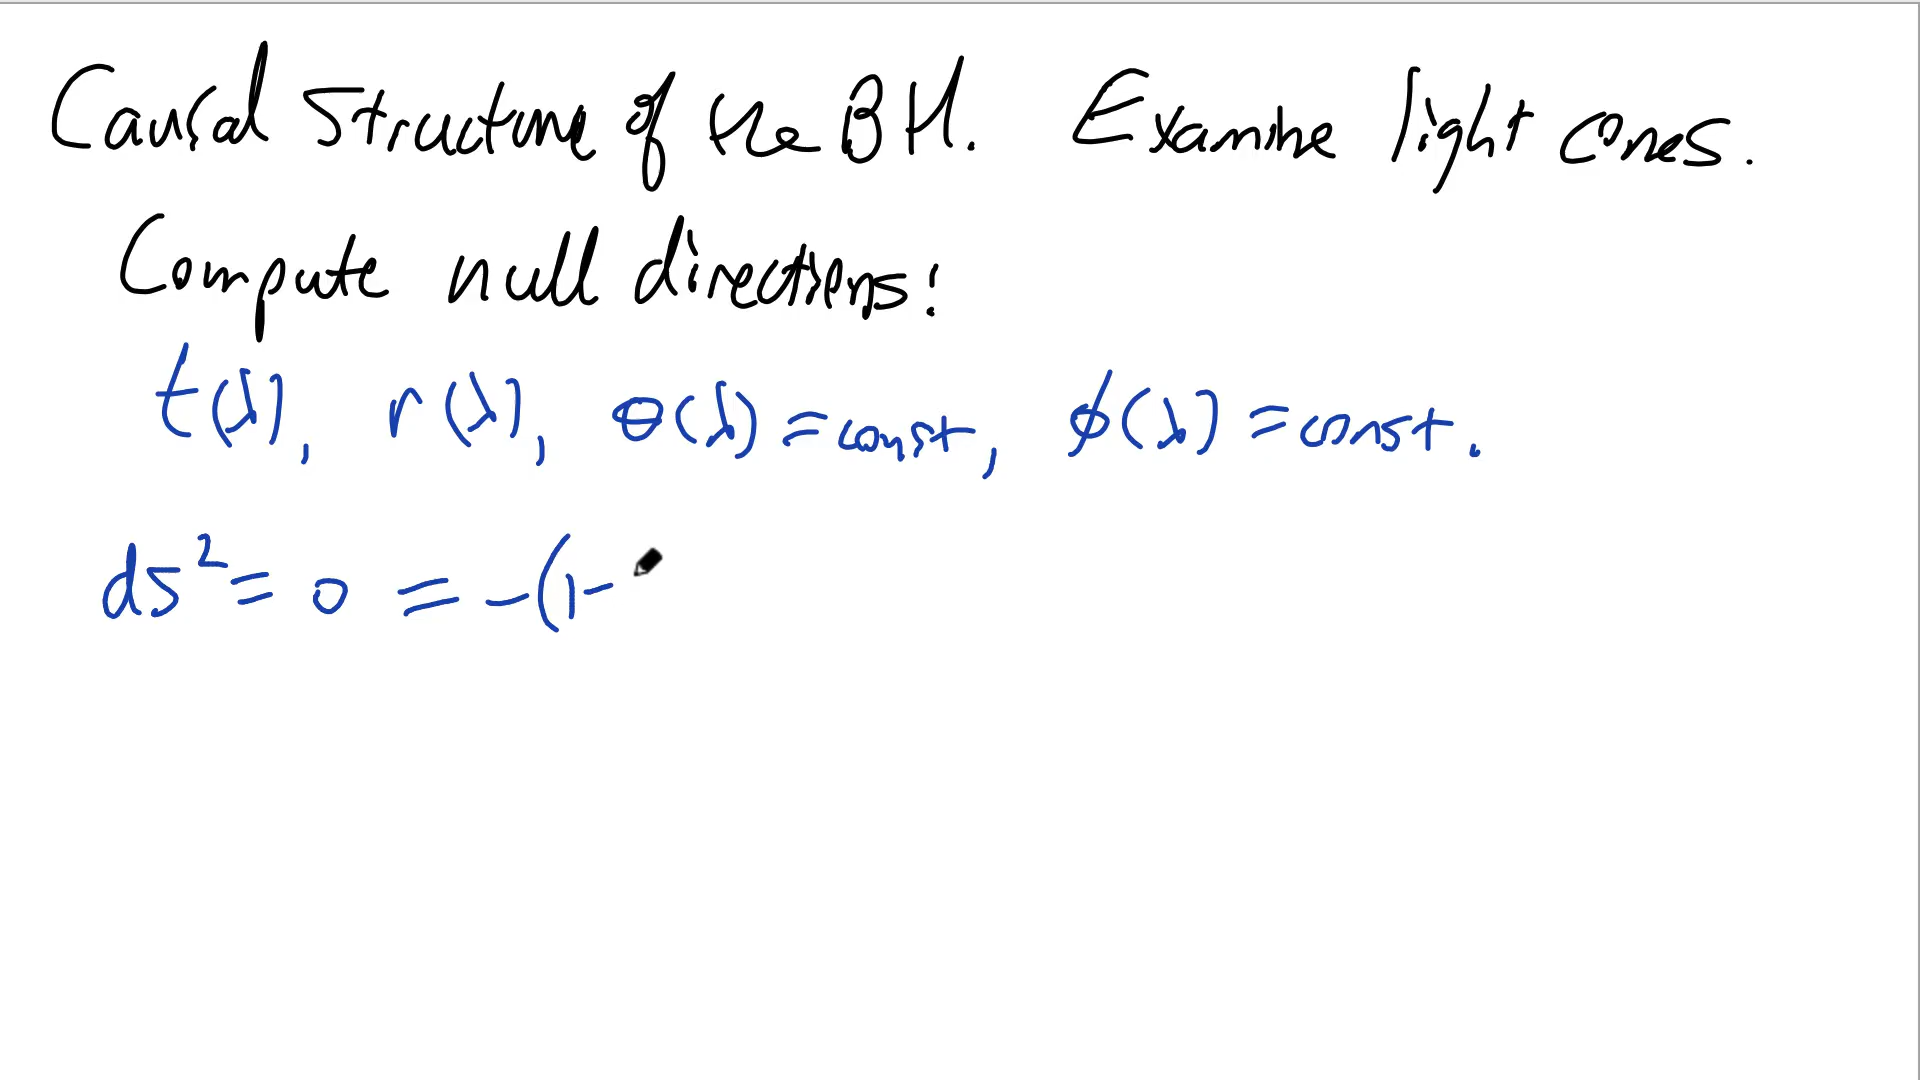 Causal Structure of the BH. Examine light cones.
Compute null directions:
t(λ), r(λ), θ(λ) = const, ϕ(λ) = const.
ds² = 0 = -(1-